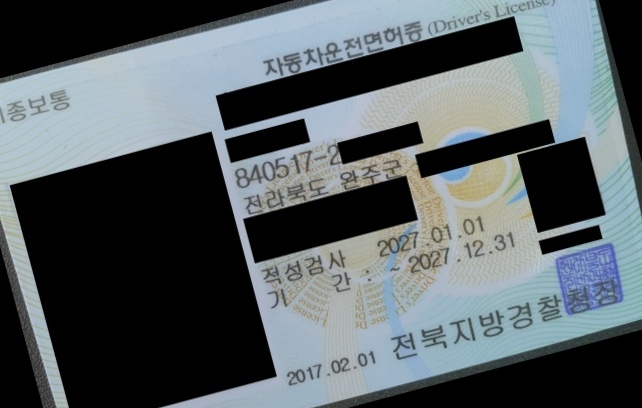 자동차운전면허증 (Driver's License)
종보통
840517-2
전라북도 완주군
적성검사 2027.01.01
기 간 : ~ 2027.12.31
2017.02.01 전북지방경찰청장